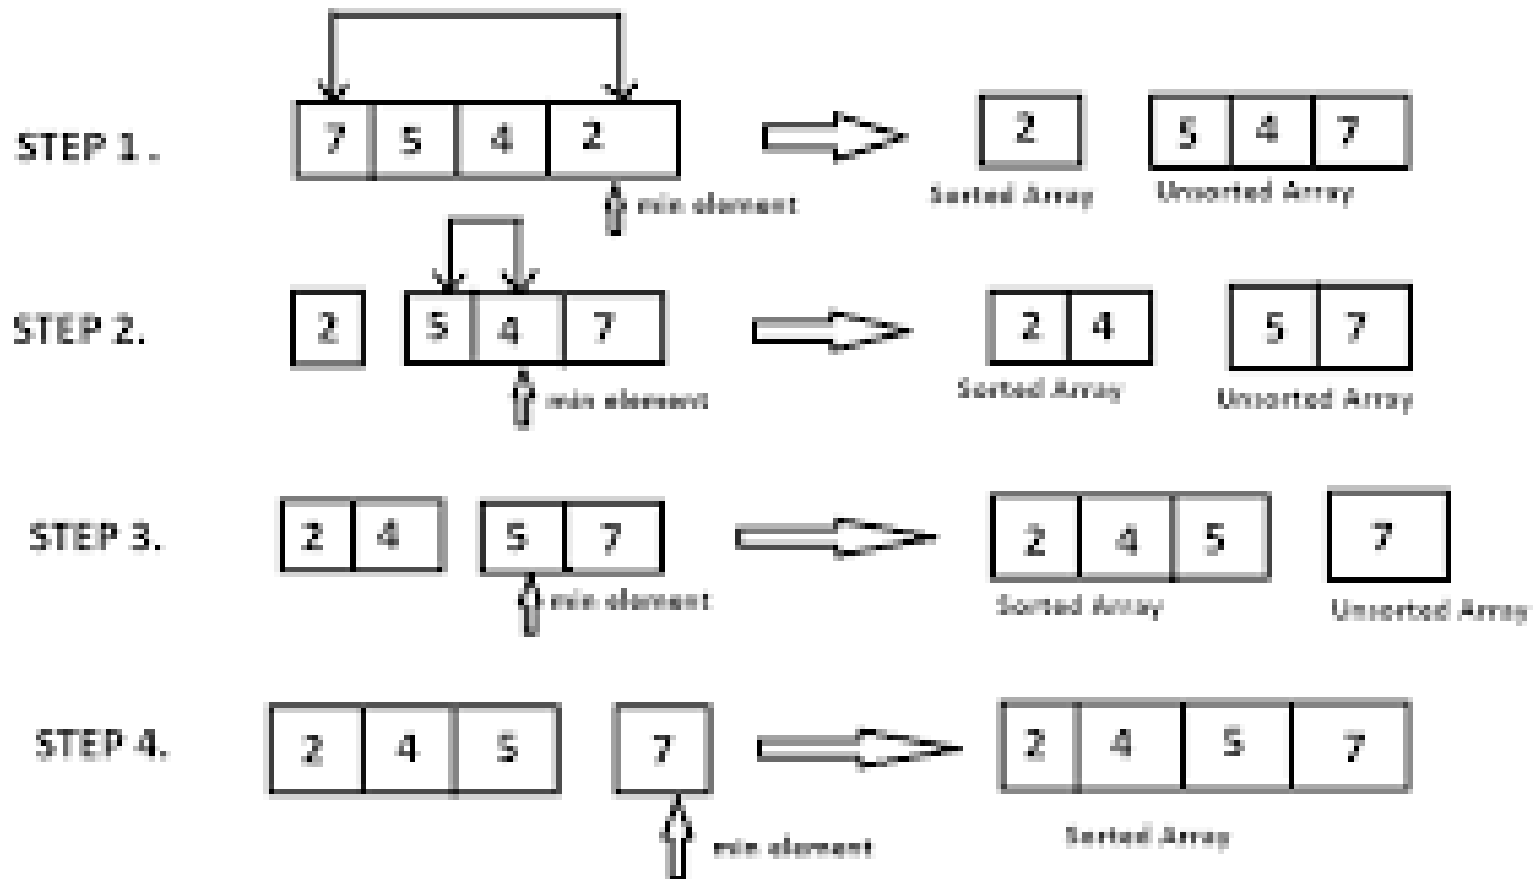 STEP 1. 7 5 4 2 2 5 4 7
min element Sorted Array Unsorted Array
STEP 2. 2 5 4 7 2 4 5 7
min element Sorted Array Unsorted Array
STEP 3. 2 4 5 7 2 4 5 7
min element Sorted Array Unsorted Array
STEP 4. 2 4 5 7 2 4 5 7
min element Sorted Array